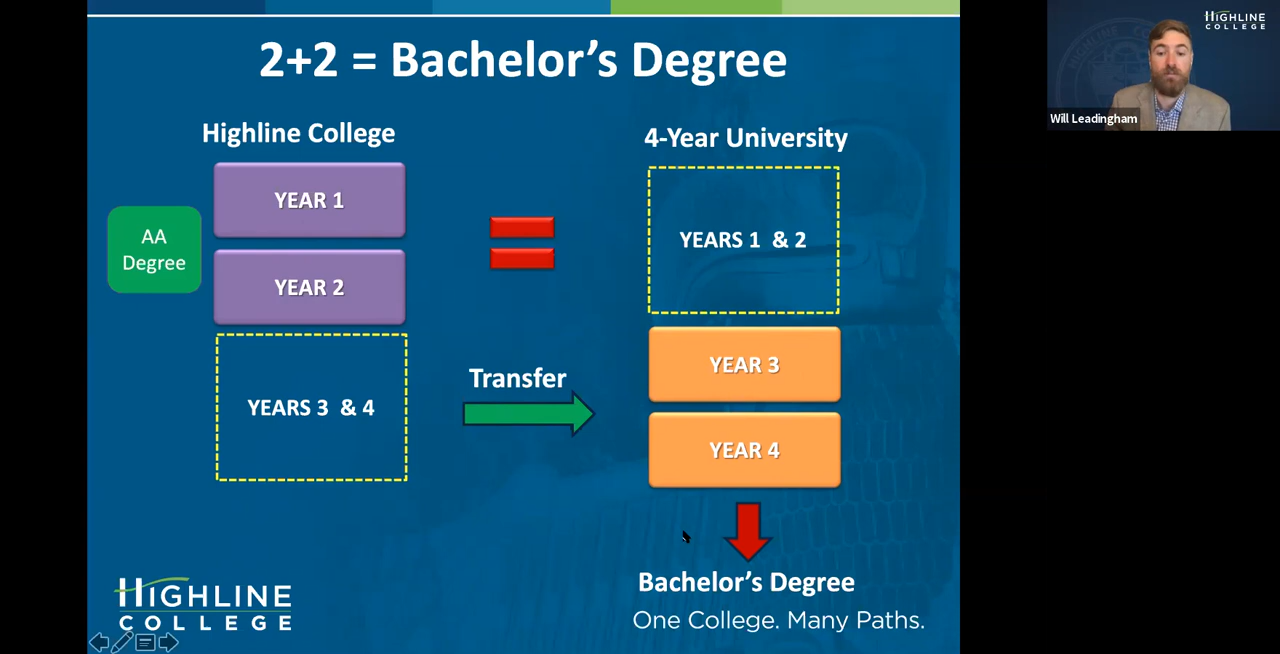 2+2 = Bachelor's Degree
Highline College
4-Year University
YEAR 1
YEARS 1 & 2
AA
Degree
YEAR 2
YEAR 3
Transfer
YEARS 3 & 4
YEAR 4
Bachelor's Degree
HIGHLINE
COLLEGE
One College. Many Paths.
HIGHLINE
COLLEGE
Will Leadingham